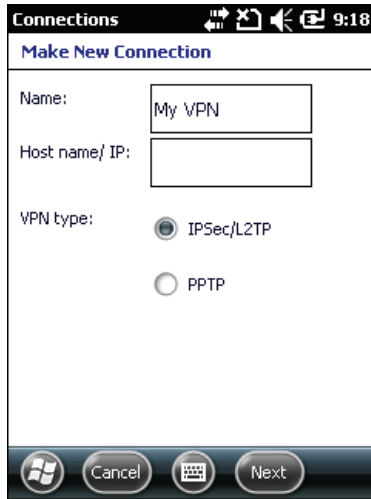 Connections 9:18
Make New Connection
Name: My VPN
Host name/ IP:
VPN type: IPSec/L2TP
PPTP
Cancel Next